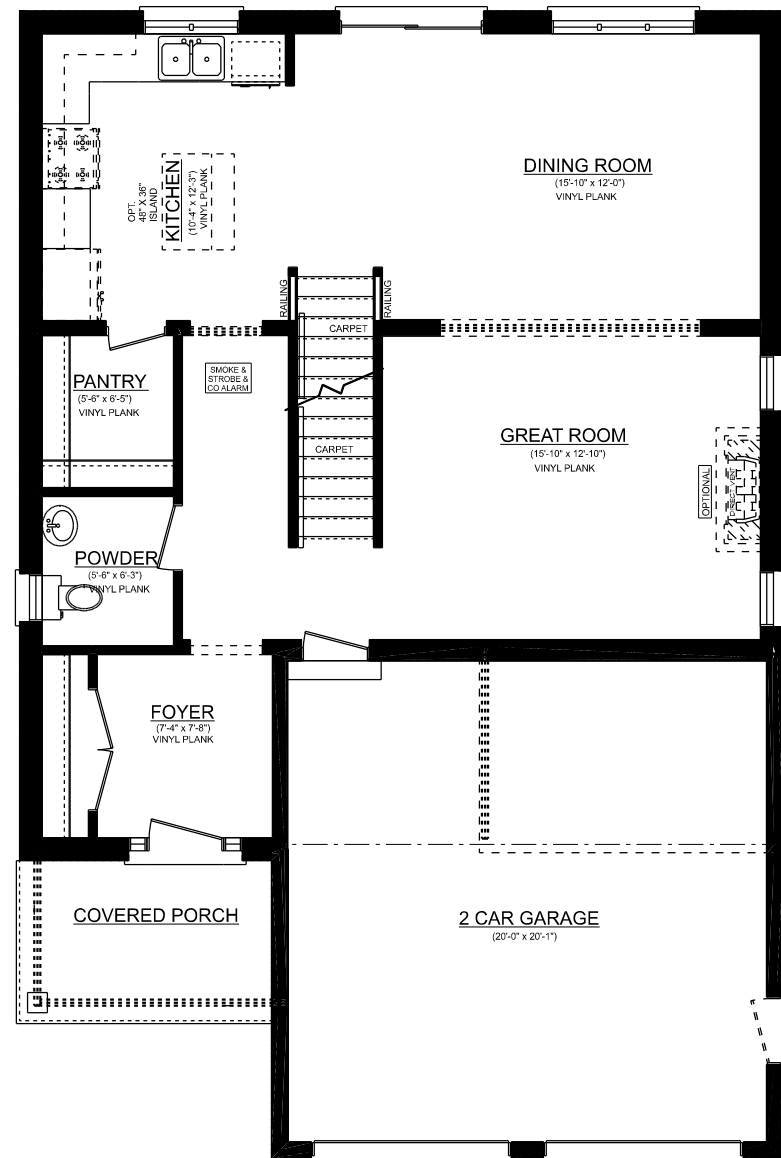 DINING ROOM
(15'-10" x 12'-0")
VINYL PLANK
OPT.
48" X 36"
ISLAND
KITCHEN
(10'-4" x 12'-3")
VINYL PLANK
RAILING
RAILING
CARPET
SMOKE &
STROBE &
CO ALARM
PANTRY
(5'-6" x 6'-5")
VINYL PLANK
CARPET
GREAT ROOM
(15'-10" x 12'-10")
VINYL PLANK
OPTIONAL
DIRECT VENT
POWDER
(5'-6" x 6'-3")
VINYL PLANK
FOYER
(7'-4" x 7'-8")
VINYL PLANK
COVERED PORCH
2 CAR GARAGE
(20'-0" x 20'-1")